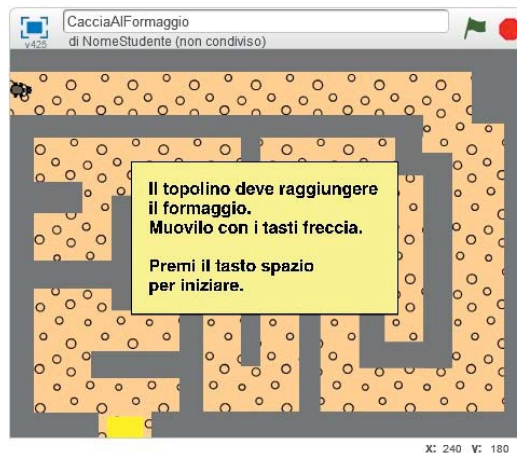 CacciaAlFormaggio
v425
di NomeStudente (non condiviso)
Il topolino deve raggiungere
il formaggio.
Muovilo con i tasti freccia.
Premi il tasto spazio
per iniziare.
x: 240 y: 180